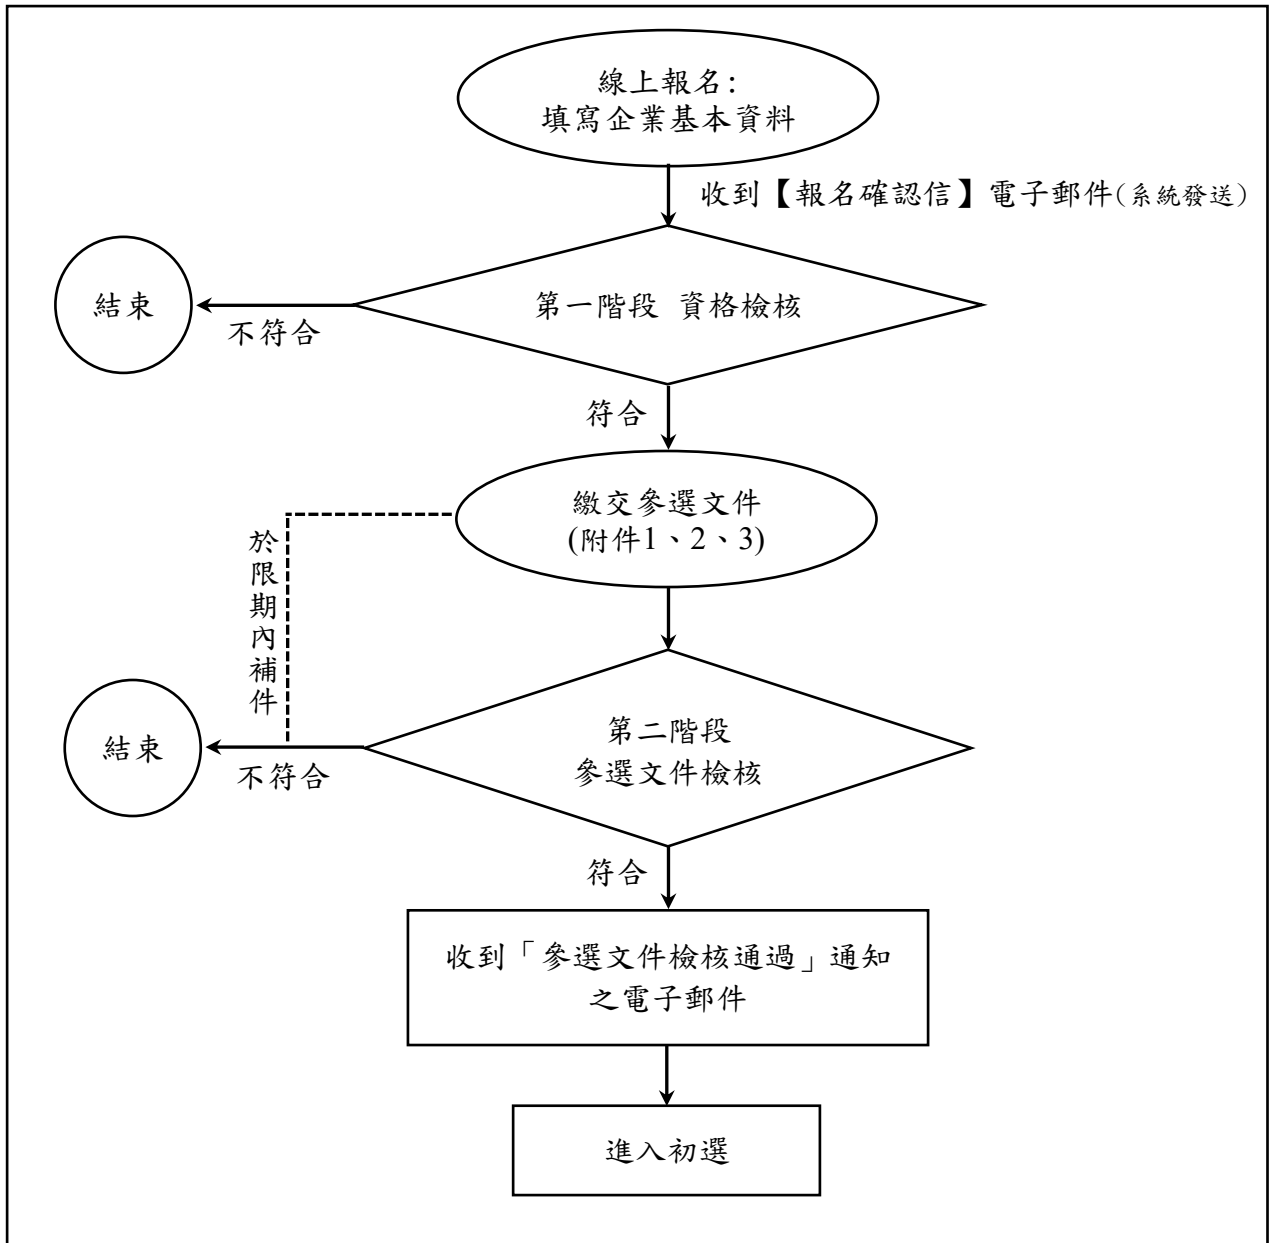 線上報名:
填寫企業基本資料
收到【報名確認信】電子郵件(系統發送)
第一階段 資格檢核
結束
不符合
符合
繳交參選文件
(附件1、2、3)
於限期內補件
第二階段
參選文件檢核
結束
不符合
符合
收到「參選文件檢核通過」通知
之電子郵件
進入初選